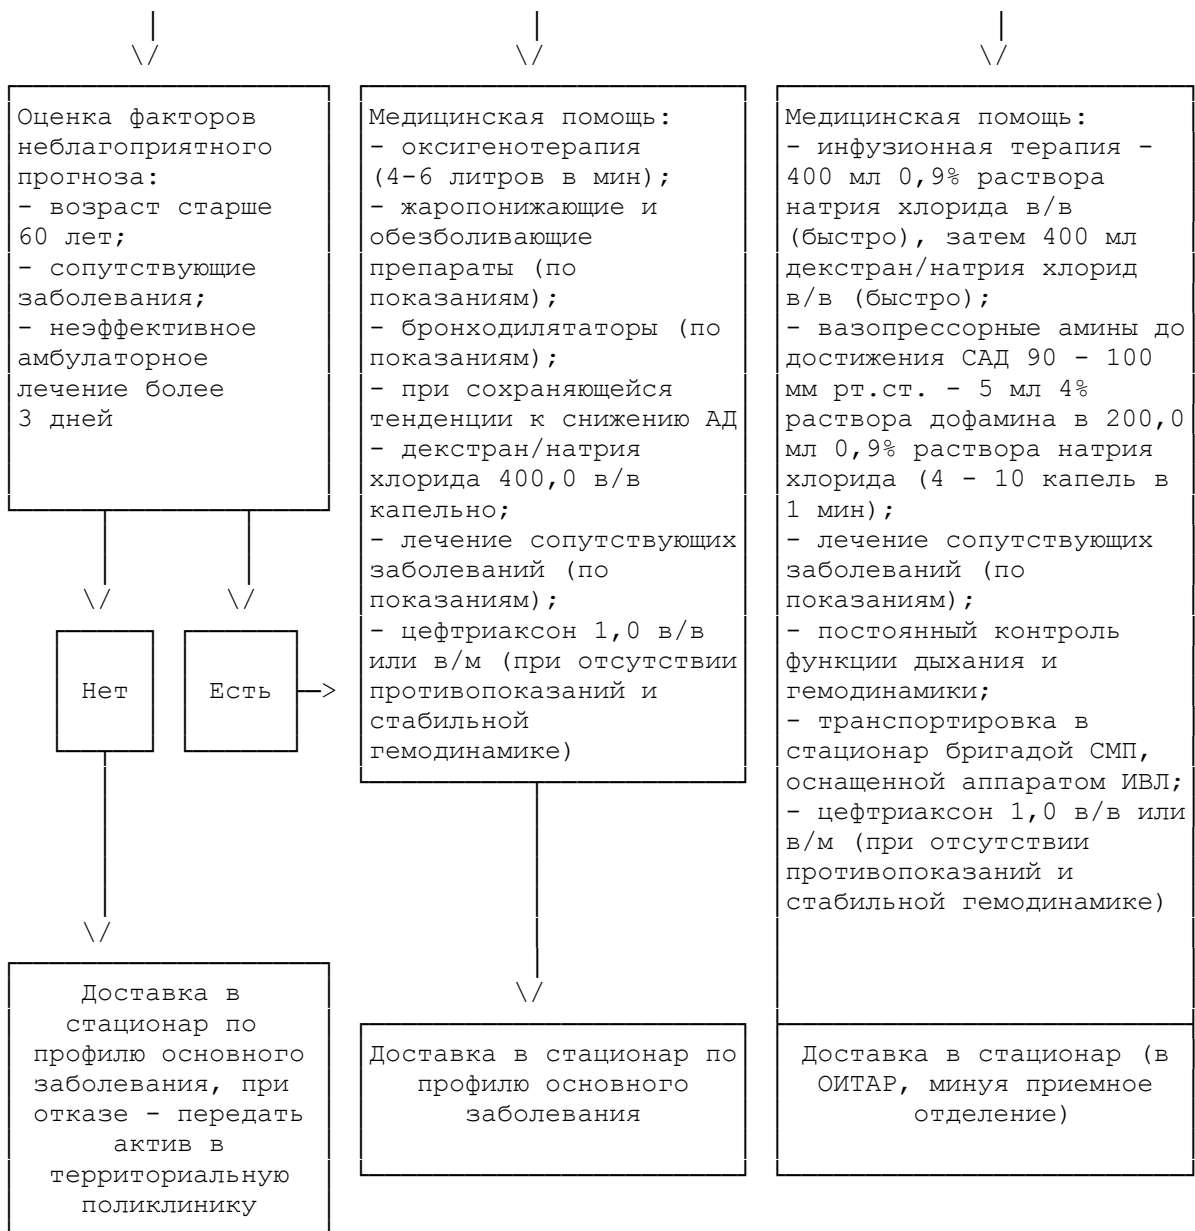 Оценка факторов
неблагоприятного
прогноза:
- возраст старше
60 лет;
- сопутствующие
заболевания;
- неэффективное
амбулаторное
лечение более
3 дней
Нет
Есть
Доставка в
стационар по
профилю основного
заболевания, при
отказе - передать
актив в
территориальную
поликлинику
Медицинская помощь:
- оксигенотерапия
(4-6 литров в мин);
- жаропонижающие и
обезболивающие
препараты (по
показаниям);
- бронходилятаторы (по
показаниям);
- при сохраняющейся
тенденции к снижению АД
- декстран/натрия
хлорида 400,0 в/в
капельно;
- лечение сопутствующих
заболеваний (по
показаниям);
- цефтриаксон 1,0 в/в
или в/м (при отсутствии
противопоказаний и
стабильной
гемодинамике)
Доставка в стационар по
профилю основного
заболевания
Медицинская помощь:
- инфузионная терапия -
400 мл 0,9% раствора
натрия хлорида в/в
(быстро), затем 400 мл
декстран/натрия хлорид
в/в (быстро);
- вазопрессорные амины до
достижения САД 90 - 100
мм рт.ст. - 5 мл 4%
раствора дофамина в 200,0
мл 0,9% раствора натрия
хлорида (4 - 10 капель в
1 мин);
- лечение сопутствующих
заболеваний (по
показаниям);
- постоянный контроль
функции дыхания и
гемодинамики;
- транспортировка в
стационар бригадой СМП,
оснащенной аппаратом ИВЛ;
- цефтриаксон 1,0 в/в или
в/м (при отсутствии
противопоказаний и
стабильной гемодинамике)
Доставка в стационар (в
ОИТАР, минуя приемное
отделение)